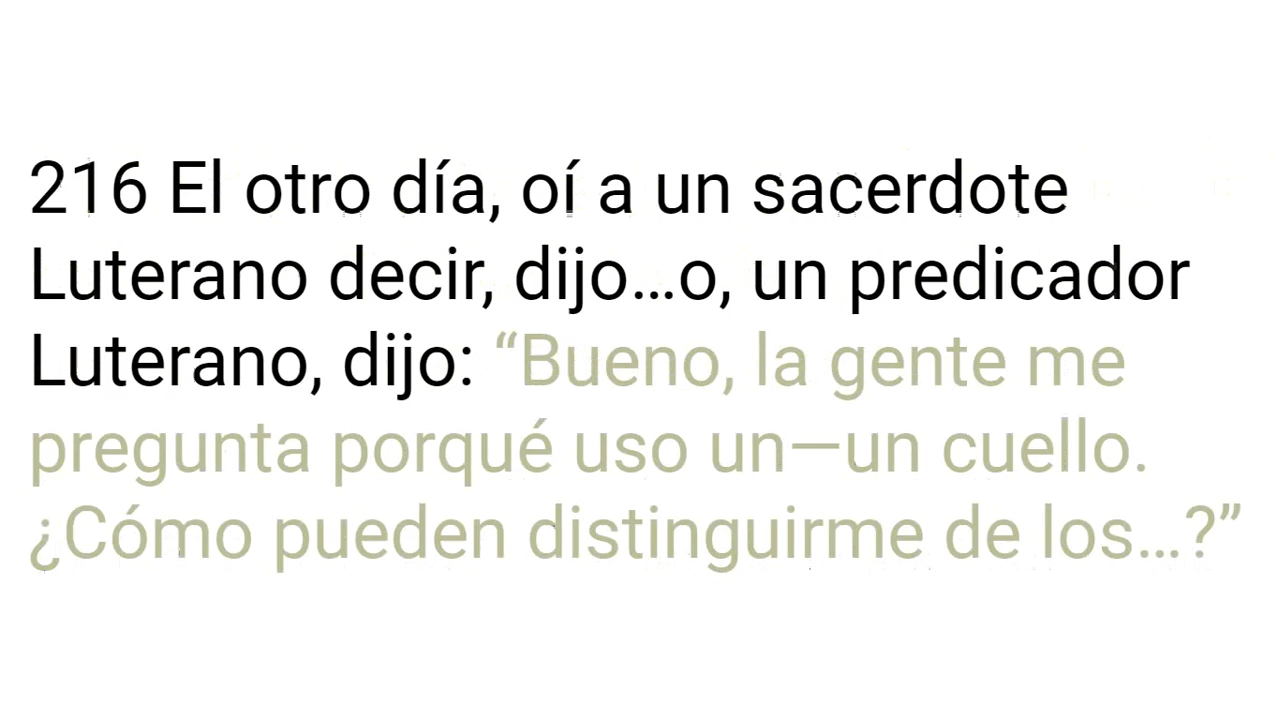 216 El otro día, oí a un sacerdote
Luterano decir, dijo…o, un predicador
Luterano, dijo: “Bueno, la gente me
pregunta porqué uso un—un cuello.
¿Cómo pueden distinguirme de los…?”